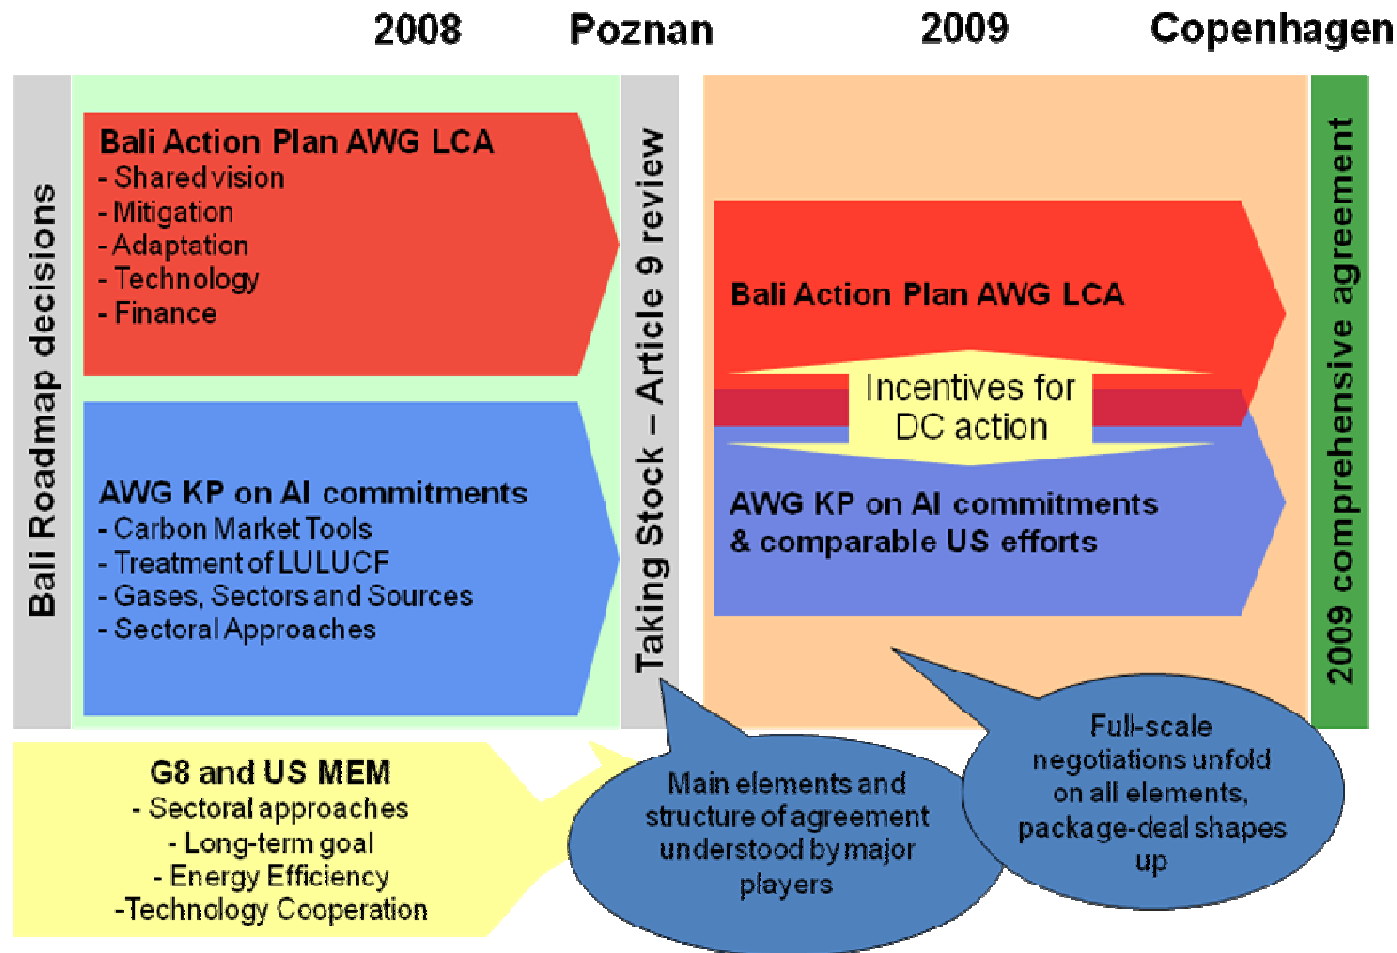 2008
Poznan
2009
Copenhagen
Bali Roadmap decisions
Bali Action Plan AWG LCA
- Shared vision
- Mitigation
- Adaptation
- Technology
- Finance
AWG KP on AI commitments
- Carbon Market Tools
- Treatment of LULUCF
- Gases, Sectors and Sources
- Sectoral Approaches
Taking Stock – Article 9 review
Bali Action Plan AWG LCA
Incentives for
DC action
AWG KP on AI commitments
& comparable US efforts
2009 comprehensive agreement
G8 and US MEM
- Sectoral approaches
- Long-term goal
- Energy Efficiency
-Technology Cooperation
Main elements and
structure of agreement
understood by major
players
Full-scale
negotiations unfold
on all elements,
package-deal shapes
up